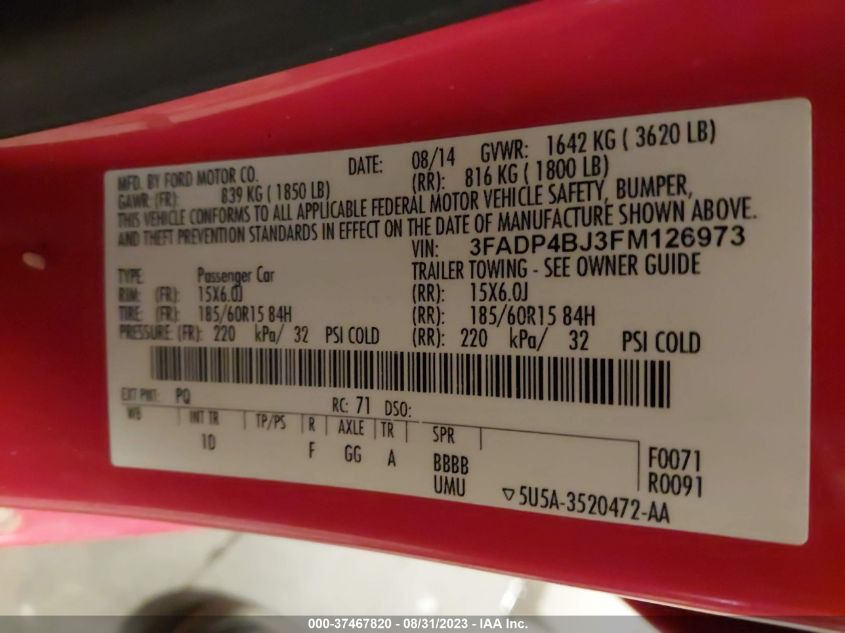 MFD. BY FORD MOTOR CO. DATE: 08/14 GVWR: 1642 KG ( 3620 LB)
GAWR: (FR): 839 KG ( 1850 LB) (RR): 816 KG ( 1800 LB)
THIS VEHICLE CONFORMS TO ALL APPLICABLE FEDERAL MOTOR VEHICLE SAFETY, BUMPER,
AND THEFT PREVENTION STANDARDS IN EFFECT ON THE DATE OF MANUFACTURE SHOWN ABOVE.
VIN: 3FADP4BJ3FM126973
TYPE: Passenger Car TRAILER TOWING - SEE OWNER GUIDE
RIM: (FR): 15X6.0J (RR): 15X6.0J
TIRE: (FR): 185/60R15 84H (RR): 185/60R15 84H
PRESSURE: (FR): 220 kPa/ 32 PSI COLD (RR): 220 kPa/ 32 PSI COLD
EXT PNT: PQ RC: 71 DSO:
WB INT TR TP/PS R AXLE TR SPR
1D F GG A BBBB F0071
UMU R0091
5U5A-3520472-AA
000-37467820 - 08/31/2023 - IAA Inc.